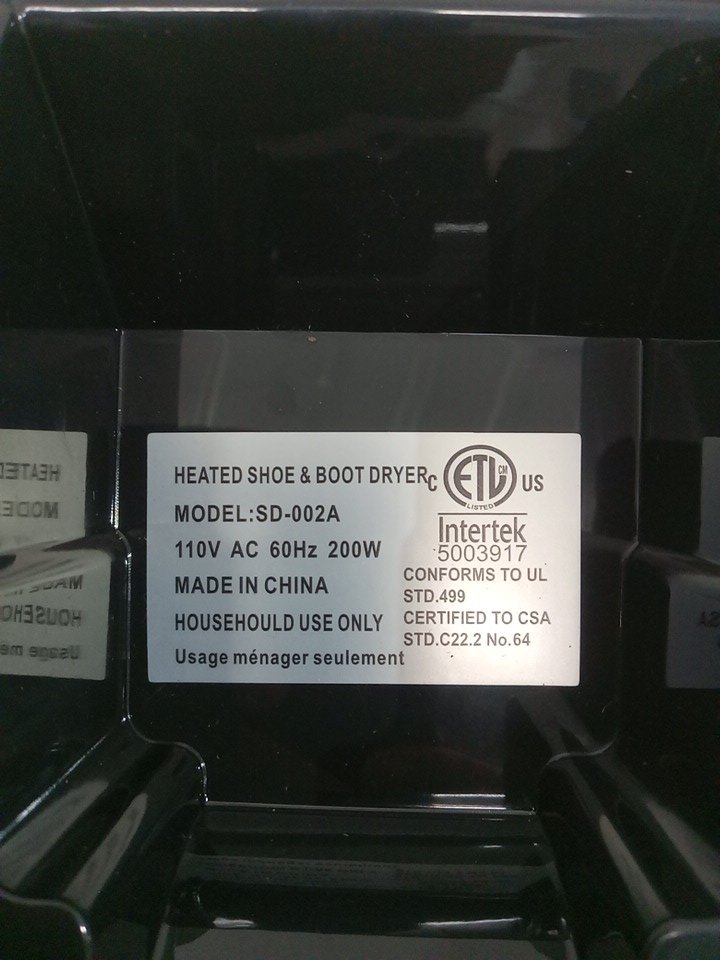 HEATED SHOE & BOOT DRYER
MODEL:SD-002A
110V AC 60Hz 200W
MADE IN CHINA
HOUSEHOULD USE ONLY
Usage ménager seulement
C ETL CM US
LISTED
Intertek
5003917
CONFORMS TO UL
STD.499
CERTIFIED TO CSA
STD.C22.2 No.64